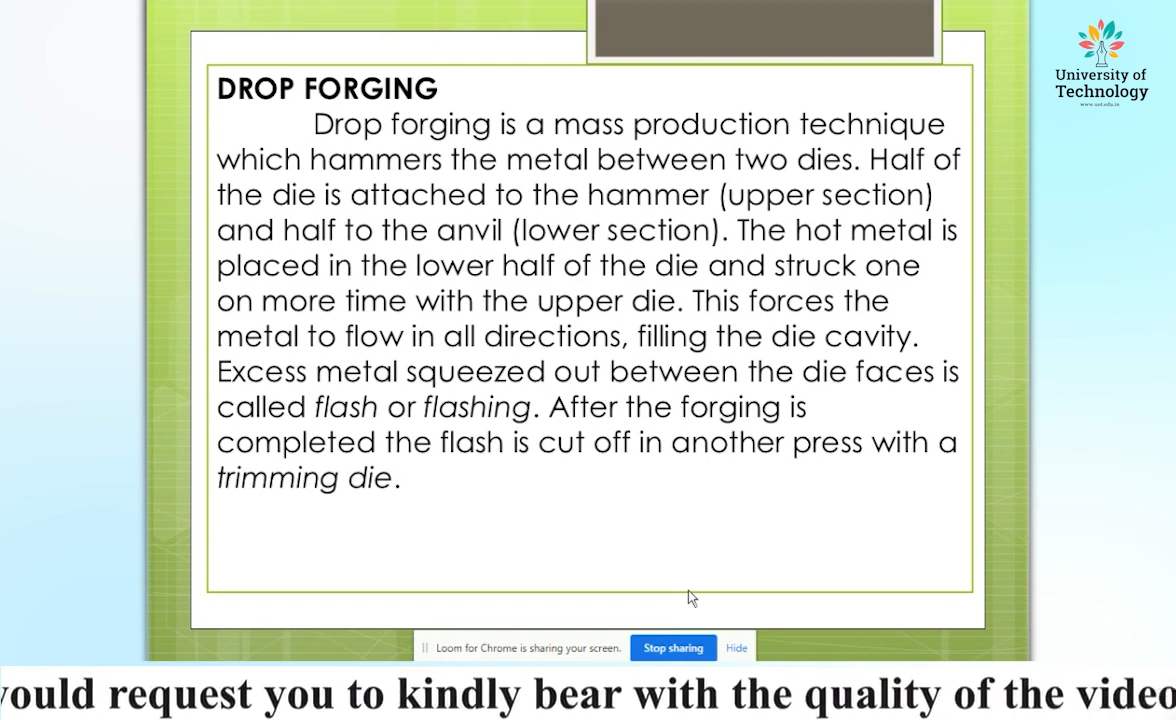 University of
Technology
www.uot.edu.in
DROP FORGING
Drop forging is a mass production technique
which hammers the metal between two dies. Half of
the die is attached to the hammer (upper section)
and half to the anvil (lower section). The hot metal is
placed in the lower half of the die and struck one
on more time with the upper die. This forces the
metal to flow in all directions, filling the die cavity.
Excess metal squeezed out between the die faces is
called flash or flashing. After the forging is
completed the flash is cut off in another press with a
trimming die.
Loom for Chrome is sharing your screen. Stop sharing Hide
would request you to kindly bear with the quality of the video